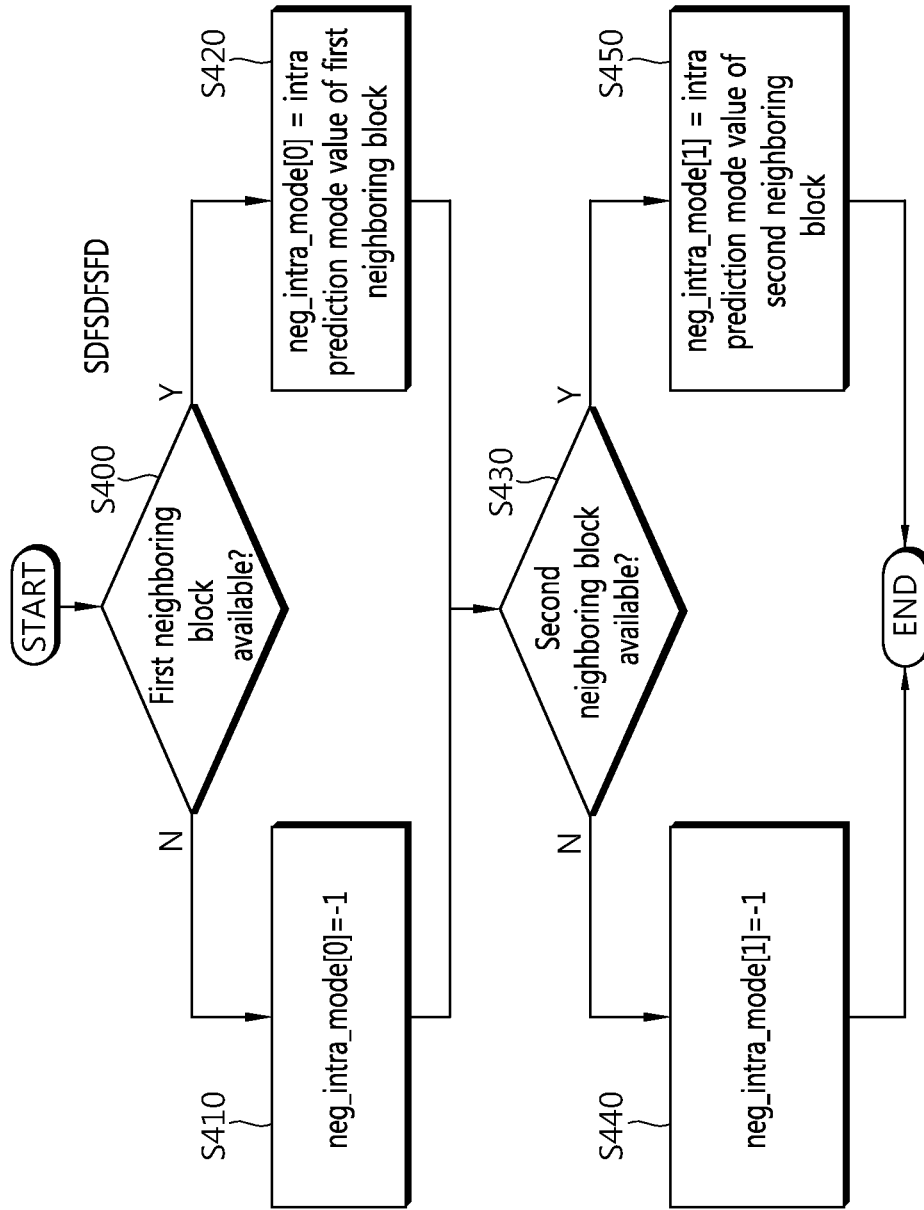 START
SDFSDFSFD
S400
First neighboring
block
available?
N
Y
S410
neg_intra_mode[0]=-1
S420
neg_intra_mode[0] = intra
prediction mode value of first
neighboring block
S430
Second
neighboring block
available?
N
Y
S440
neg_intra_mode[1]=-1
S450
neg_intra_mode[1] = intra
prediction mode value of
second neighboring
block
END